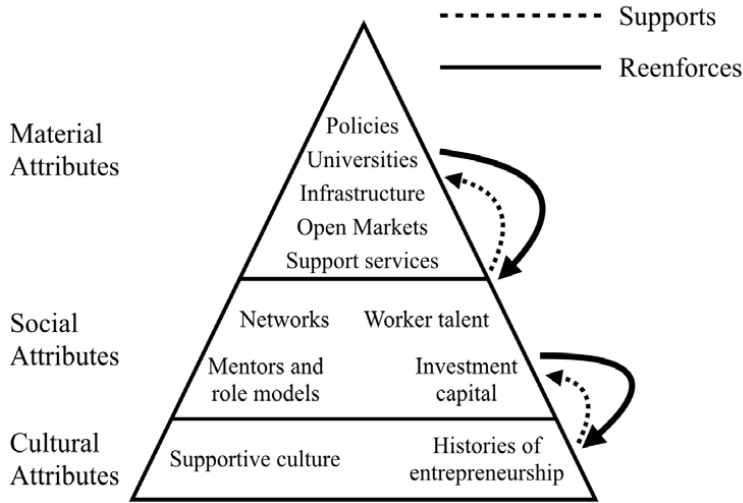 Supports
Reenforces
Material
Attributes
Policies
Universities
Infrastructure
Open Markets
Support services
Social
Attributes
Networks Worker talent
Mentors and
role models
Investment
capital
Cultural
Attributes
Supportive culture
Histories of
entrepreneurship